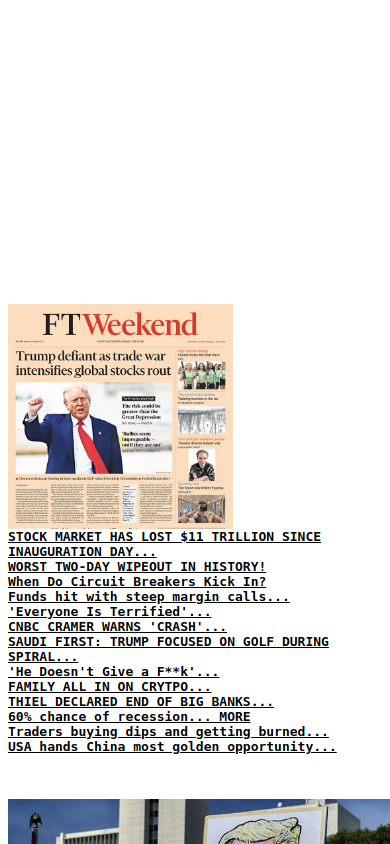 FTWeekend
Trump defiant as trade war
intensifies global stocks rout
The risk could be
greater than the
Great Depression
'Bullies seem
impregnable —
until they are not'
STOCK MARKET HAS LOST $11 TRILLION SINCE
INAUGURATION DAY...
WORST TWO-DAY WIPEOUT IN HISTORY!
When Do Circuit Breakers Kick In?
Funds hit with steep margin calls...
'Everyone Is Terrified'...
CNBC CRAMER WARNS 'CRASH'...
SAUDI FIRST: TRUMP FOCUSED ON GOLF DURING
SPIRAL...
'He Doesn't Give a F**k'...
FAMILY ALL IN ON CRYTPO...
THIEL DECLARED END OF BIG BANKS...
60% chance of recession... MORE
Traders buying dips and getting burned...
USA hands China most golden opportunity...